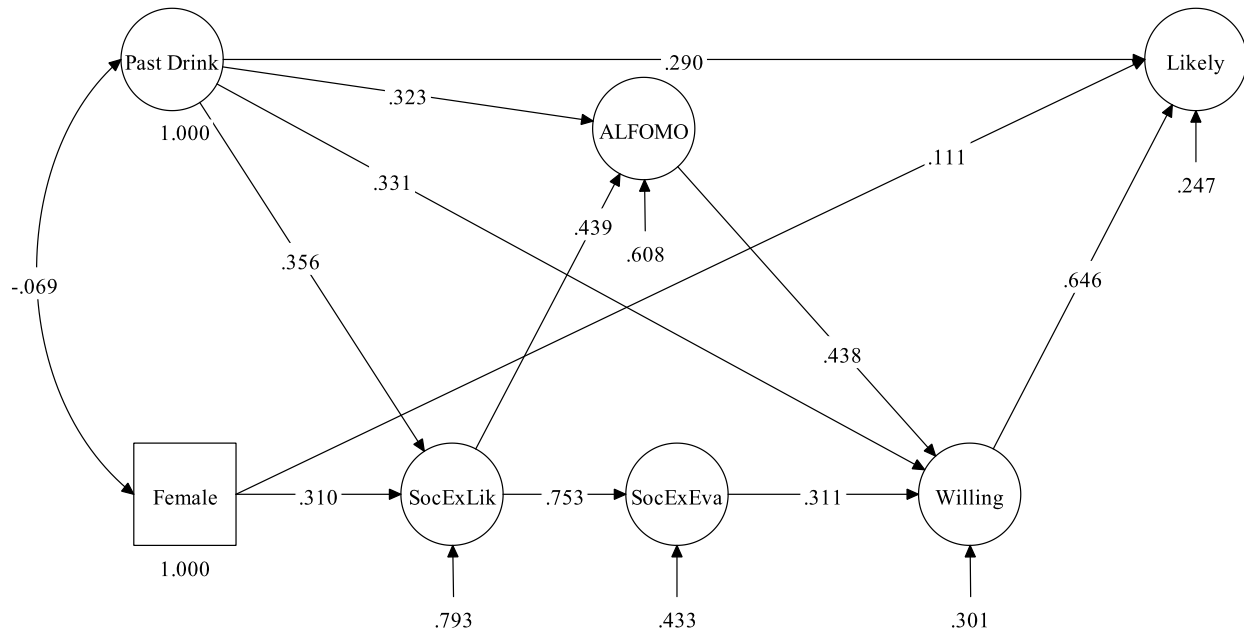 Past Drink
Likely
.290
.323
1.000
ALFOMO
.111
.331
.247
.439
.608
.356
-.069
.646
.438
Female
.310
SocExLik
.753
SocExEva
.311
Willing
1.000
.793
.433
.301